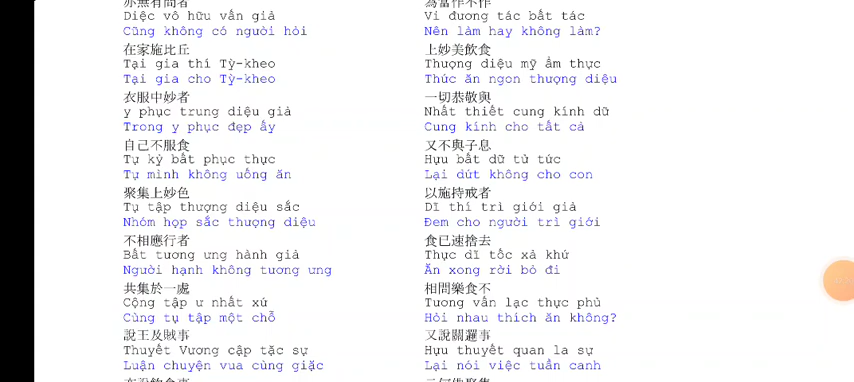 亦無有問者
Diệc vô hữu vấn giả
Cũng không có người hỏi
為當作不作
Vi đương tác bất tác
Nên làm hay không làm?
在家施比丘
Tại gia thí Tỳ-kheo
Tại gia cho Tỳ-kheo
上妙美飲食
Thượng diệu mỹ ẩm thực
Thức ăn ngon thượng diệu
衣服中妙者
y phục trung diệu giả
Trong y phục đẹp ấy
一切恭敬與
Nhất thiết cung kính dữ
Cung kính cho tất cả
自己不服食
Tự kỷ bất phục thực
Tự mình không uống ăn
又不與子息
Hựu bất dữ tử tức
Lại dứt không cho con
聚集上妙色
Tụ tập thượng diệu sắc
Nhóm họp sắc thượng diệu
以施持戒者
Dĩ thí trì giới giả
Đem cho người trì giới
不相應行者
Bất tương ưng hành giả
Người hạnh không tương ưng
食已速捨去
Thực dĩ tốc xả khứ
Ăn xong rời bỏ đi
共集於一處
Cộng tập ư nhất xứ
Cùng tụ tập một chỗ
相問樂食不
Tương vấn lạc thực phủ
Hỏi nhau thích ăn không?
說王及賊事
Thuyết Vương cập tặc sự
Luận chuyện vua cùng giặc
又說關邏事
Hựu thuyết quan la sự
Lại nói việc tuần canh